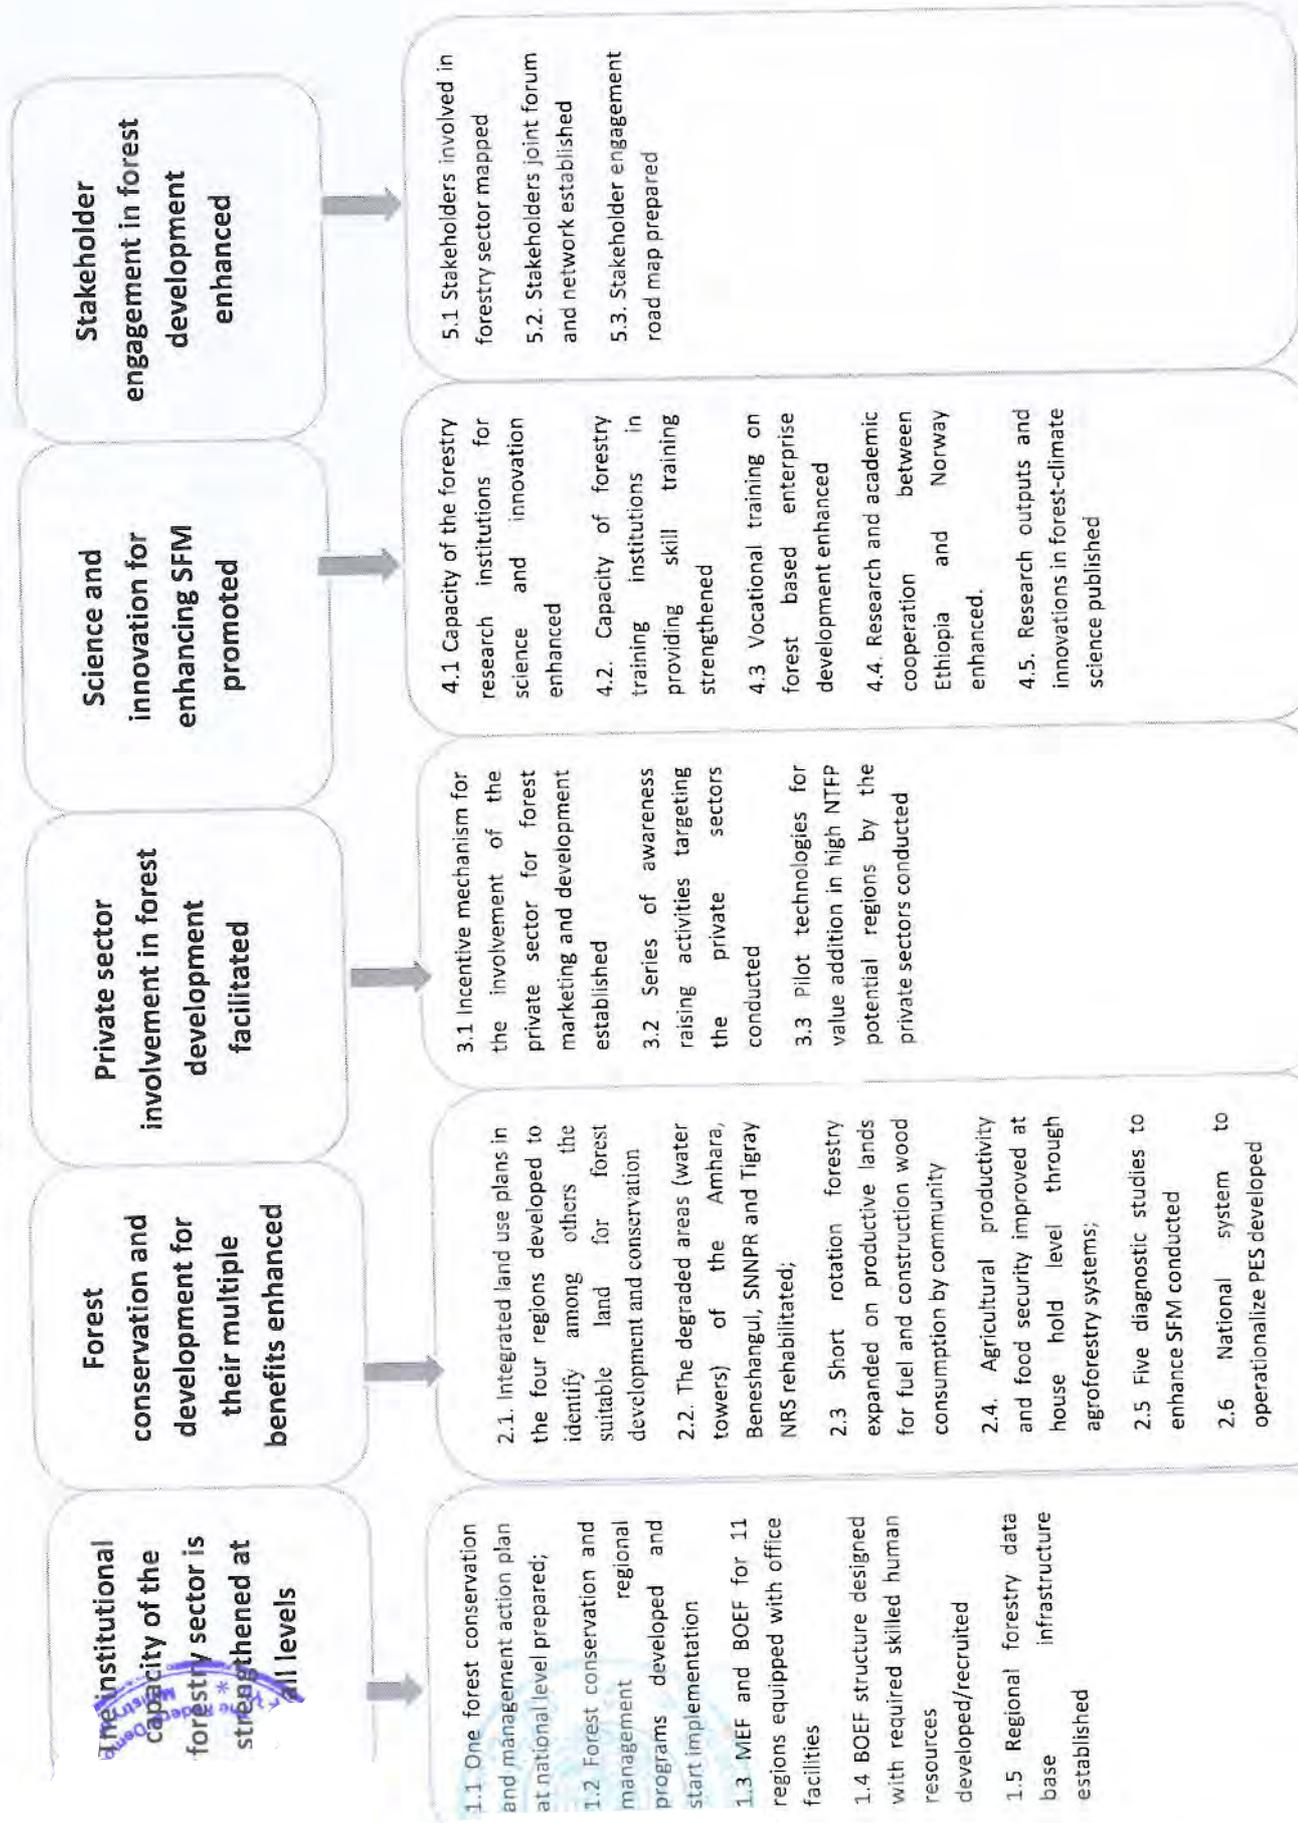 The institutional
capacity of the
forestry sector is
strengthened at
all levels
1.1 One forest conservation
and management action plan
at national level prepared;
1.2 Forest conservation and
management regional
programs developed and
start implementation
1.3 MEF and BOEF for 11
regions equipped with office
facilities
1.4 BOEF structure designed
with required skilled human
resources
developed/recruited
1.5 Regional forestry data
base infrastructure
established
Forest
conservation and
development for
their multiple
benefits enhanced
2.1. Integrated land use plans in
the four regions developed to
identify among others the
suitable land for forest
development and conservation
2.2. The degraded areas (water
towers) of the Amhara,
Beneshangul, SNNPR and Tigray
NRS rehabilitated;
2.3 Short rotation forestry
expanded on productive lands
for fuel and construction wood
consumption by community
2.4. Agricultural productivity
and food security improved at
house hold level through
agroforestry systems;
2.5 Five diagnostic studies to
enhance SFM conducted
2.6 National system to
operationalize PES developed
Private sector
involvement in forest
development
facilitated
3.1 Incentive mechanism for
the involvement of the
private sector for forest
marketing and development
established
3.2 Series of awareness
raising activities targeting
the private sectors
conducted
3.3 Pilot technologies for
value addition in high NTFP
potential regions by the
private sectors conducted
Science and
innovation for
enhancing SFM
promoted
4.1 Capacity of the forestry
research institutions for
science and innovation
enhanced
4.2. Capacity of forestry
training institutions in
providing skill training
strengthened
4.3 Vocational training on
forest based enterprise
development enhanced
4.4. Research and academic
cooperation between
Ethiopia and Norway
enhanced.
4.5. Research outputs and
innovations in forest-climate
science published
Stakeholder
engagement in forest
development
enhanced
5.1 Stakeholders involved in
forestry sector mapped
5.2. Stakeholders joint forum
and network established
5.3. Stakeholder engagement
road map prepared